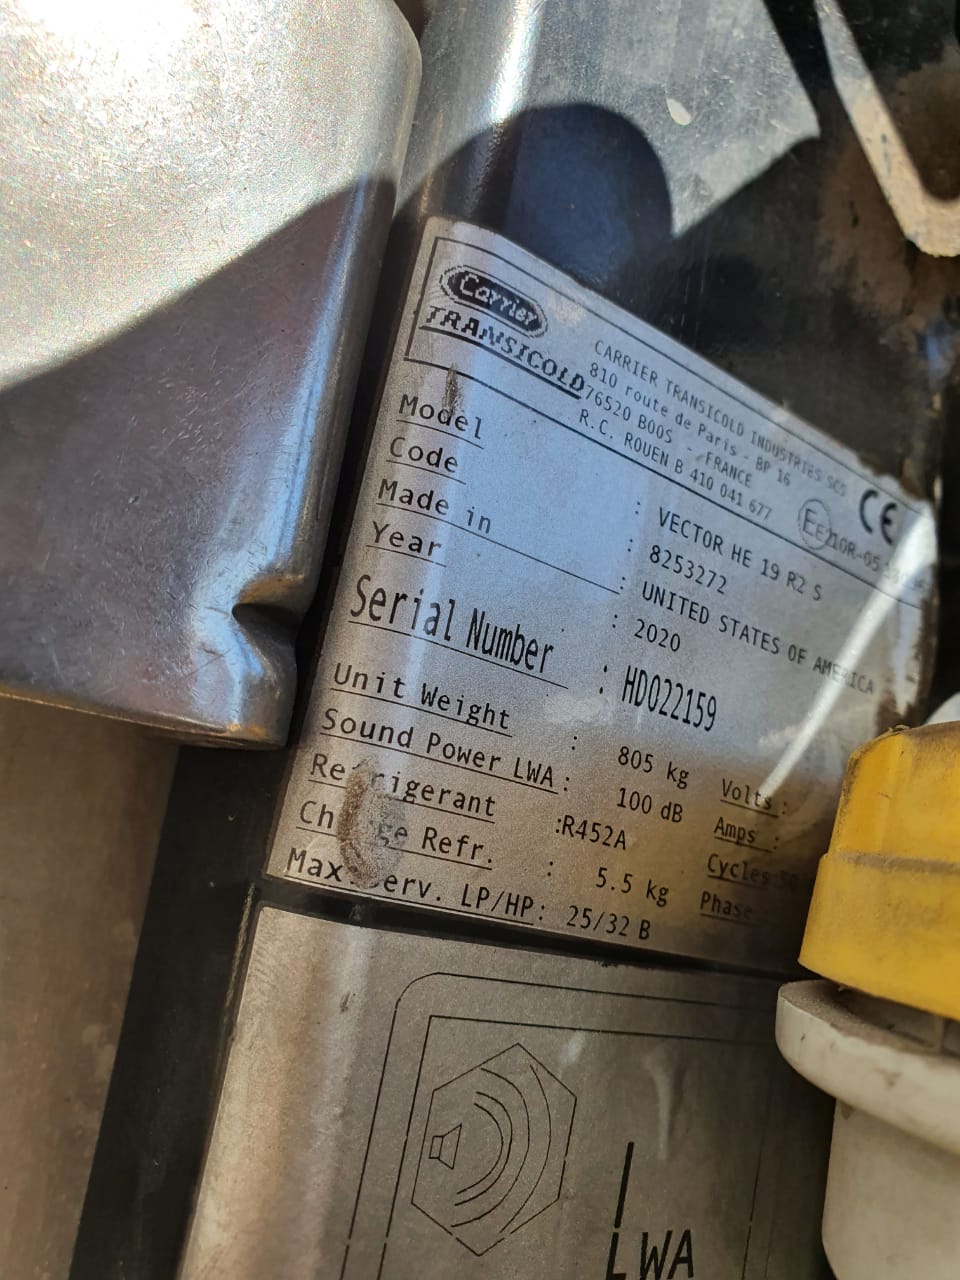 Carrier
TRANSICOLD
CARRIER TRANSICOLD INDUSTRIES SCS
810 route de Paris - BP 16
76520 BOOS - FRANCE
R.C. ROUEN B 410 041 677
CE
Model : VECTOR HE 19 R2 S
Code : 8253272
Made in : UNITED STATES OF AMERICA
Year : 2020
Serial Number : HD022159
Unit Weight : 805 kg Volts :
Sound Power LWA : 100 dB Amps :
Refrigerant :R452A Cycles
Charge Refr. : 5.5 kg Phase
Max Serv. LP/HP: 25/32 B
LWA